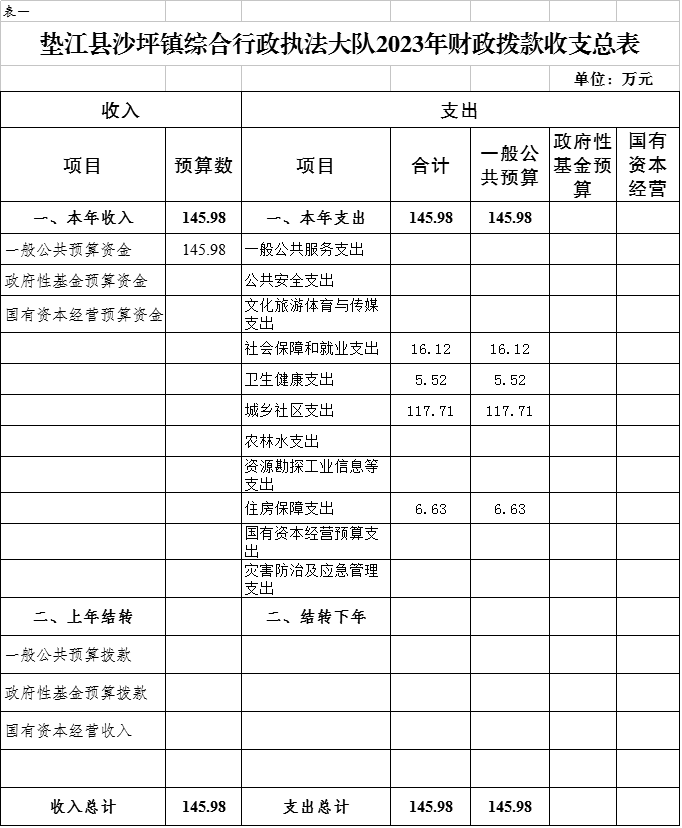 表一
垫江县沙坪镇综合行政执法大队2023年财政拨款收支总表
单位：万元
收入 支出
项目 预算数 项目 合计 一般公共预算 政府性基金预算 国有资本经营
一、本年收入 145.98 一、本年支出 145.98 145.98
一般公共预算资金 145.98 一般公共服务支出
政府性基金预算资金 公共安全支出
国有资本经营预算资金 文化旅游体育与传媒支出
社会保障和就业支出 16.12 16.12
卫生健康支出 5.52 5.52
城乡社区支出 117.71 117.71
农林水支出
资源勘探工业信息等支出
住房保障支出 6.63 6.63
国有资本经营预算支出
灾害防治及应急管理支出
二、上年结转 二、结转下年
一般公共预算拨款
政府性基金预算拨款
国有资本经营收入
收入总计 145.98 支出总计 145.98 145.98